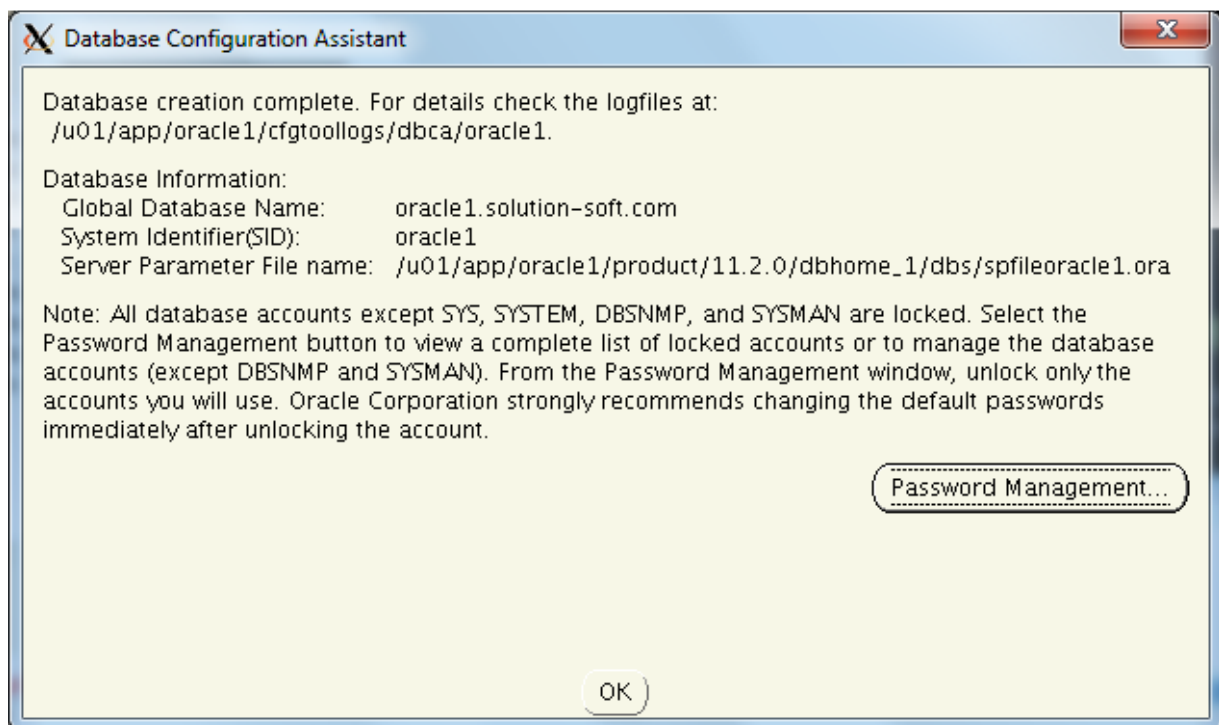 Database Configuration Assistant
Database creation complete. For details check the logfiles at:
/u01/app/oracle1/cfgtoollogs/dbca/oracle1.
Database Information:
Global Database Name: oracle1.solution-soft.com
System Identifier(SID): oracle1
Server Parameter File name: /u01/app/oracle1/product/11.2.0/dbhome_1/dbs/spfileoracle1.ora
Note: All database accounts except SYS, SYSTEM, DBSNMP, and SYSMAN are locked. Select the
Password Management button to view a complete list of locked accounts or to manage the database
accounts (except DBSNMP and SYSMAN). From the Password Management window, unlock only the
accounts you will use. Oracle Corporation strongly recommends changing the default passwords
immediately after unlocking the account.
Password Management...
OK